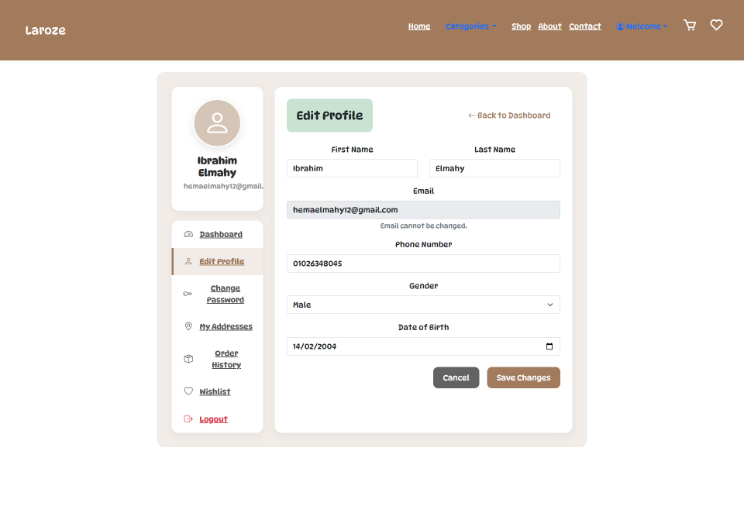 Laroze
Home Categories Shop About Contact Welcome
Ibrahim
Elmahy
hemaelmahy12@gmail.
Dashboard
Edit Profile
Change
Password
My Addresses
Order
History
Wishlist
Logout
Edit Profile
← Back to Dashboard
First Name Last Name
Ibrahim Elmahy
Email
hemaelmahy12@gmail.com
Email cannot be changed.
Phone Number
01026348045
Gender
Male
Date of Birth
14/02/2004
Cancel Save Changes